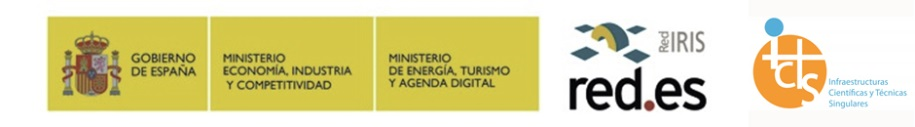 GOBIERNO
DE ESPAÑA
MINISTERIO
ECONOMÍA, INDUSTRIA
Y COMPETITIVIDAD
MINISTERIO
DE ENERGÍA, TURISMO
Y AGENDA DIGITAL
RedIRIS
red.es
icts
Infraestructuras
Científicas y Técnicas
Singulares